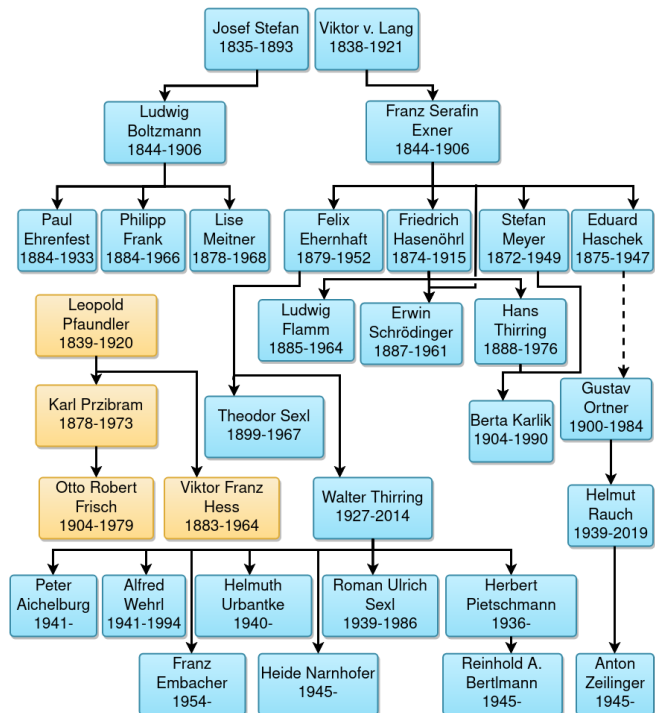 Josef Stefan
1835-1893
Viktor v. Lang
1838-1921
Ludwig
Boltzmann
1844-1906
Franz Serafin
Exner
1844-1906
Paul
Ehrenfest
1884-1933
Philipp
Frank
1884-1966
Lise
Meitner
1878-1968
Felix
Ehernhaft
1879-1952
Friedrich
Hasenöhrl
1874-1915
Stefan
Meyer
1872-1949
Eduard
Haschek
1875-1947
Leopold
Pfaundler
1839-1920
Ludwig
Flamm
1885-1964
Erwin
Schrödinger
1887-1961
Hans
Thirring
1888-1976
Karl Przibram
1878-1973
Theodor Sexl
1899-1967
Berta Karlik
1904-1990
Gustav
Ortner
1900-1984
Otto Robert
Frisch
1904-1979
Viktor Franz
Hess
1883-1964
Walter Thirring
1927-2014
Helmut
Rauch
1939-2019
Peter
Aichelburg
1941-
Alfred
Wehrl
1941-1994
Helmuth
Urbantke
1940-
Roman Ulrich
Sexl
1939-1986
Herbert
Pietschmann
1936-
Franz
Embacher
1954-
Heide Narnhofer
1945-
Reinhold A.
Bertlmann
1945-
Anton
Zeilinger
1945-